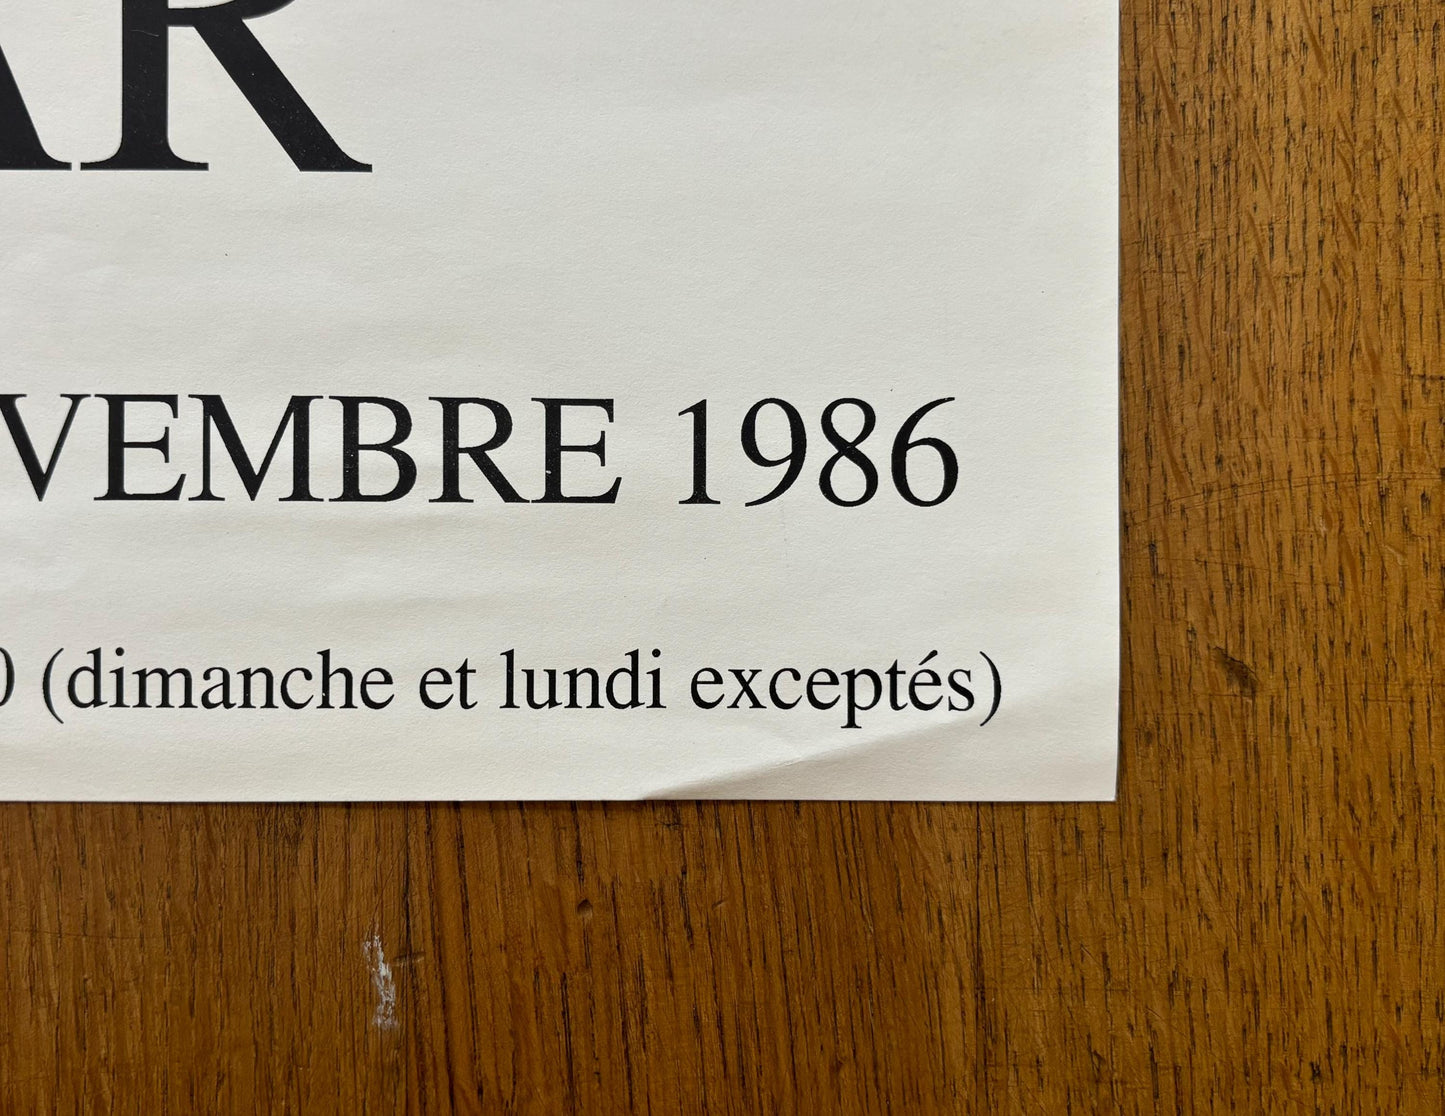 AR
VEMBRE 1986
0 (dimanche et lundi exceptés)